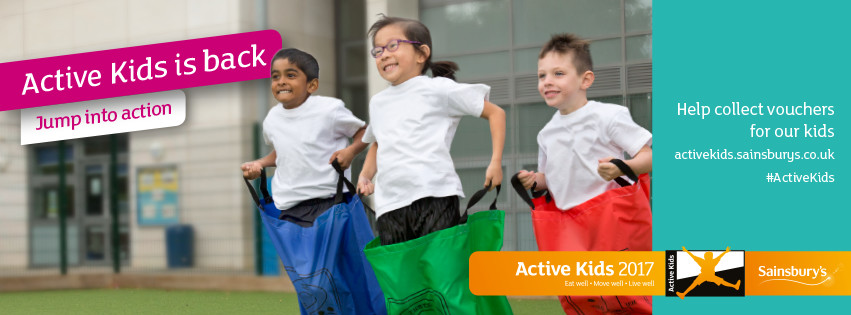 Active Kids is back
Jump into action
Help collect vouchers
for our kids
activekids.sainsburys.co.uk
#ActiveKids
Active Kids 2017
Eat well • Move well • Live well
Active Kids
Sainsbury's